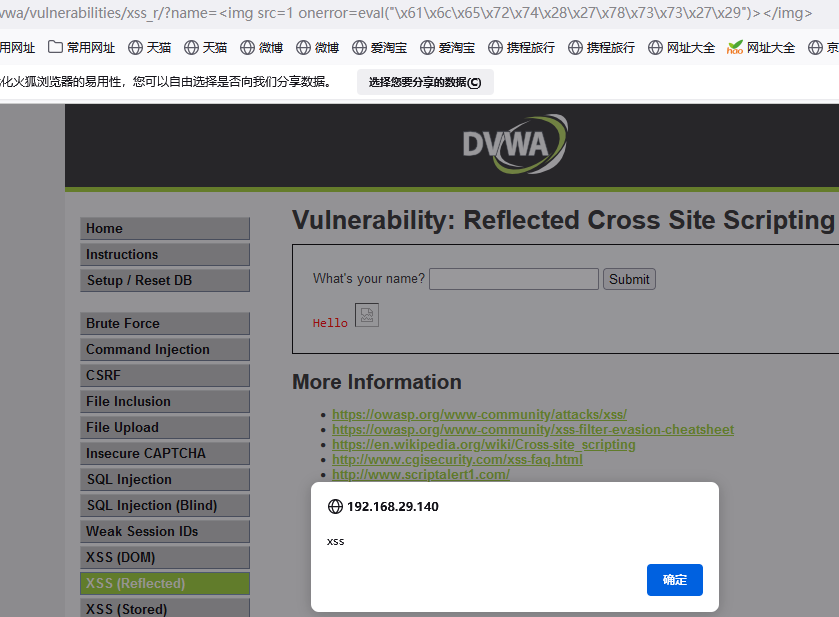 vwa/vulnerabilities/xss_r/?name=<img src=1 onerror=eval("\x61\x6c\x65\x72\x74\x28\x27\x78\x73\x73\x27\x29")></img>
用网址 常用网址 天猫 天猫 微博 微博 爱淘宝 爱淘宝 携程旅行 携程旅行 网址大全 网址大全 京
化火狐浏览器的易用性，您可以自由选择是否向我们分享数据。 选择您要分享的数据(C)
DVWA
Home
Instructions
Setup / Reset DB
Brute Force
Command Injection
CSRF
File Inclusion
File Upload
Insecure CAPTCHA
SQL Injection
SQL Injection (Blind)
Weak Session IDs
XSS (DOM)
XSS (Reflected)
XSS (Stored)
Vulnerability: Reflected Cross Site Scripting
What's your name? Submit
Hello
More Information
https://owasp.org/www-community/attacks/xss/
https://owasp.org/www-community/xss-filter-evasion-cheatsheet
https://en.wikipedia.org/wiki/Cross-site_scripting
http://www.cgisecurity.com/xss-faq.html
http://www.scriptalert1.com/
192.168.29.140
xss
确定